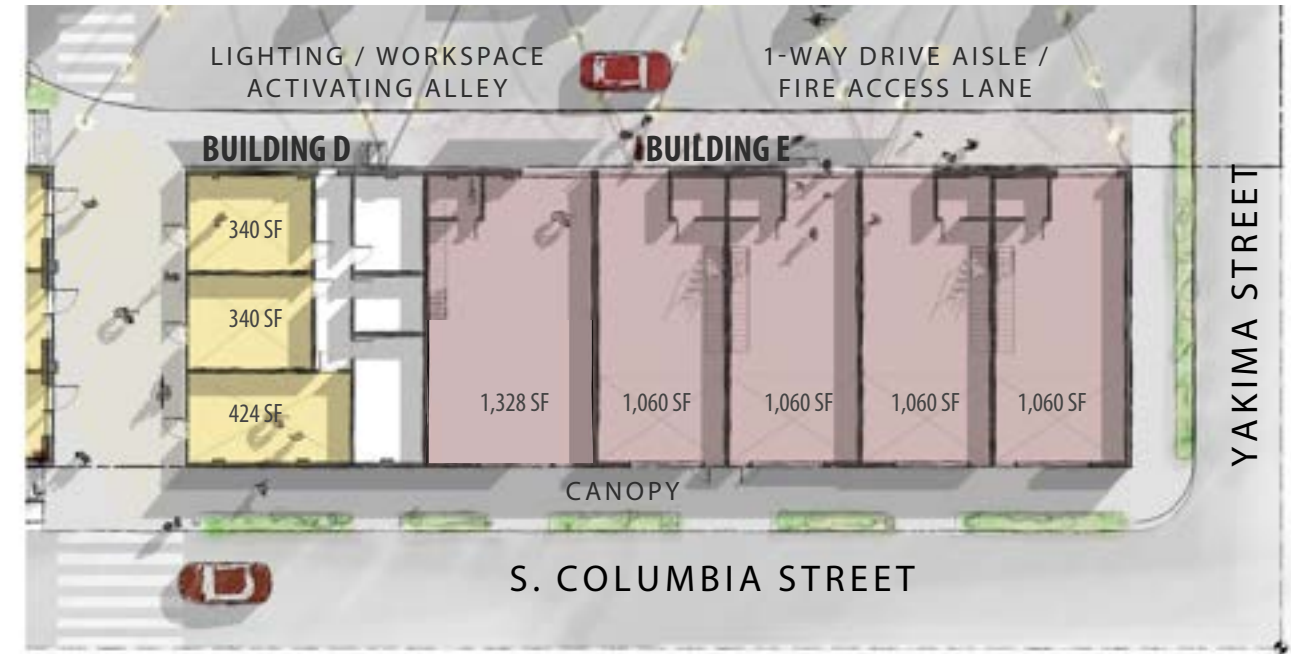 LIGHTING / WORKSPACE
ACTIVATING ALLEY
1-WAY DRIVE AISLE /
FIRE ACCESS LANE
BUILDING D
BUILDING E
340 SF
340 SF
424 SF
1,328 SF
1,060 SF
1,060 SF
1,060 SF
1,060 SF
CANOPY
S. COLUMBIA STREET
YAKIMA STREET